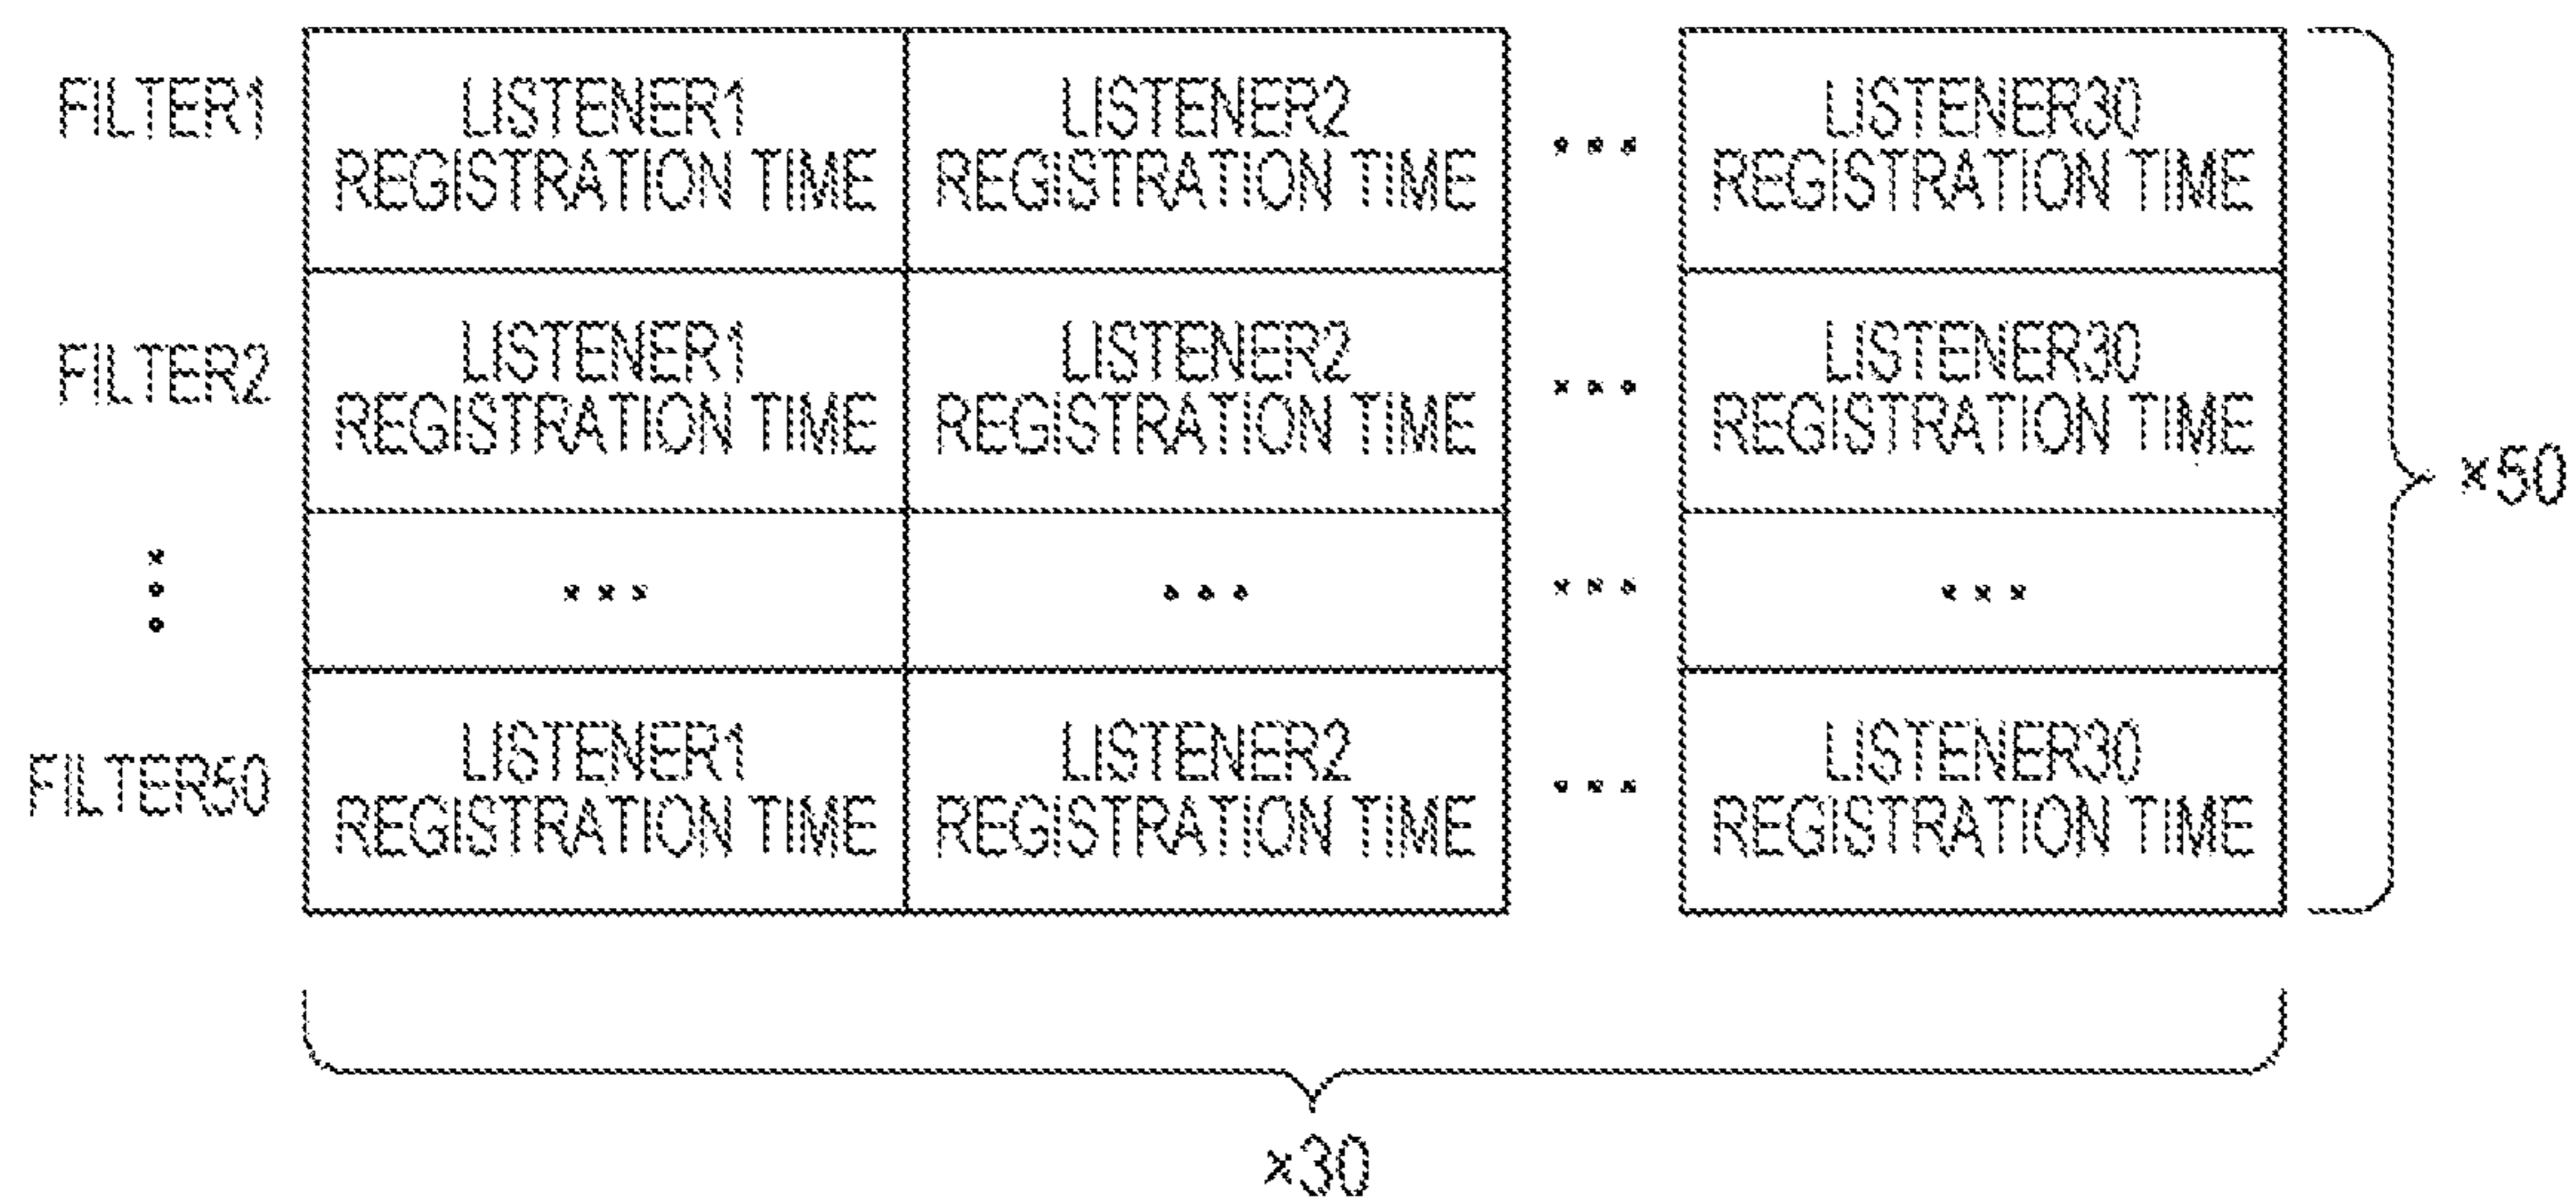 FILTER1
LISTENER1
REGISTRATION TIME
LISTENER2
REGISTRATION TIME
...
LISTENER30
REGISTRATION TIME
FILTER2
LISTENER1
REGISTRATION TIME
LISTENER2
REGISTRATION TIME
...
LISTENER30
REGISTRATION TIME
×50
...
...
...
...
...
FILTER50
LISTENER1
REGISTRATION TIME
LISTENER2
REGISTRATION TIME
...
LISTENER30
REGISTRATION TIME
×30